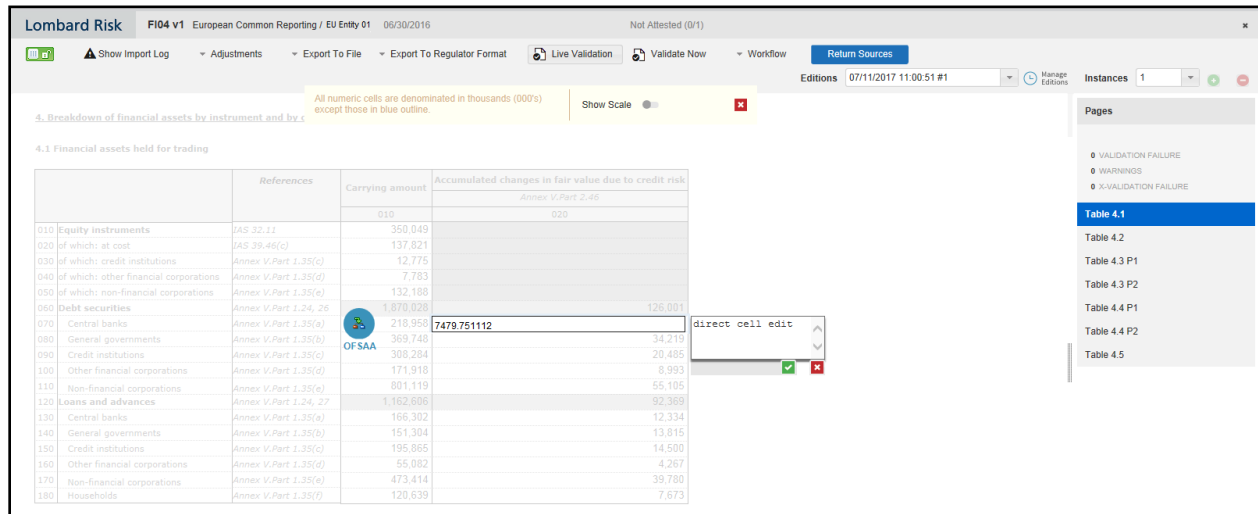 Lombard Risk FI04 v1 European Common Reporting / EU Entity 01 06/30/2016 Not Attested (0/1)
Show Import Log Adjustments Export To File Export To Regulator Format Live Validation Validate Now Workflow Return Sources
Editions 07/11/2017 11:00:51 #1 Manage Editions Instances 1
All numeric cells are denominated in thousands (000's)
except those in blue outline.
Show Scale
Pages
4. Breakdown of financial assets by instrument and by
4.1 Financial assets held for trading
0 VALIDATION FAILURE
0 WARNINGS
0 X-VALIDATION FAILURE
References Carrying amount Accumulated changes in fair value due to credit risk
Annex V.Part 2.46
010 020
010 Equity instruments IAS 32.11 350,049
020 of which: at cost IAS 39.46(c) 137,821
030 of which: credit institutions Annex V.Part 1.35(c) 12,775
040 of which: other financial corporations Annex V.Part 1.35(d) 7,783
050 of which: non-financial corporations Annex V.Part 1.35(e) 132,188
060 Debt securities Annex V.Part 1.24, 26 1,870,028 126,001
070 Central banks Annex V.Part 1.35(a) 218,958 7479.751112 direct cell edit
080 General governments Annex V.Part 1.35(b) 369,748 34,219
OFSAA
090 Credit institutions Annex V.Part 1.35(c) 308,284 20,485
100 Other financial corporations Annex V.Part 1.35(d) 171,918 8,993
110 Non-financial corporations Annex V.Part 1.35(e) 801,119 55,105
120 Loans and advances Annex V.Part 1.24, 27 1,162,606 92,369
130 Central banks Annex V.Part 1.35(a) 166,302 12,334
140 General governments Annex V.Part 1.35(b) 151,304 13,815
150 Credit institutions Annex V.Part 1.35(c) 195,865 14,500
160 Other financial corporations Annex V.Part 1.35(d) 55,082 4,267
170 Non-financial corporations Annex V.Part 1.35(e) 473,414 39,780
180 Households Annex V.Part 1.35(f) 120,639 7,673
Table 4.1
Table 4.2
Table 4.3 P1
Table 4.3 P2
Table 4.4 P1
Table 4.4 P2
Table 4.5